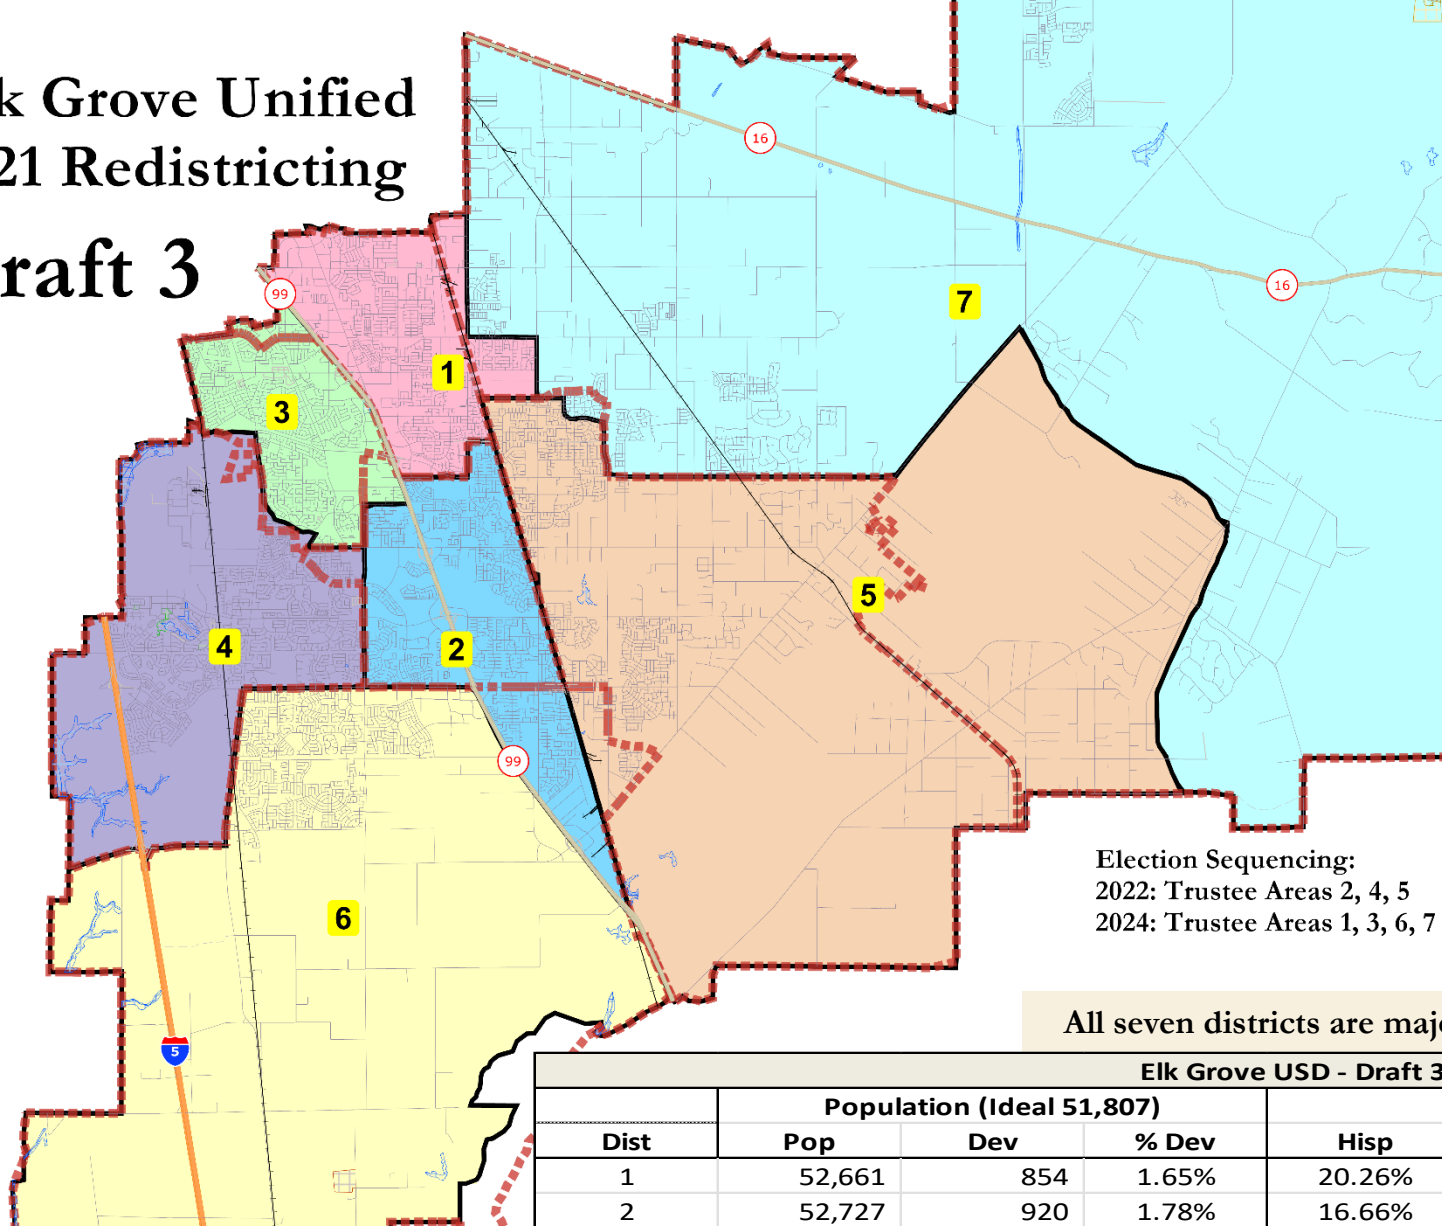 k Grove Unified
21 Redistricting
raft 3
16
99
16
7
1
3
5
4
2
99
6
5
Election Sequencing:
2022: Trustee Areas 2, 4, 5
2024: Trustee Areas 1, 3, 6, 7
All seven districts are maj
Elk Grove USD - Draft 3
Population (Ideal 51,807)
Dist Pop Dev % Dev Hisp
1 52,661 854 1.65% 20.26%
2 52,727 920 1.78% 16.66%